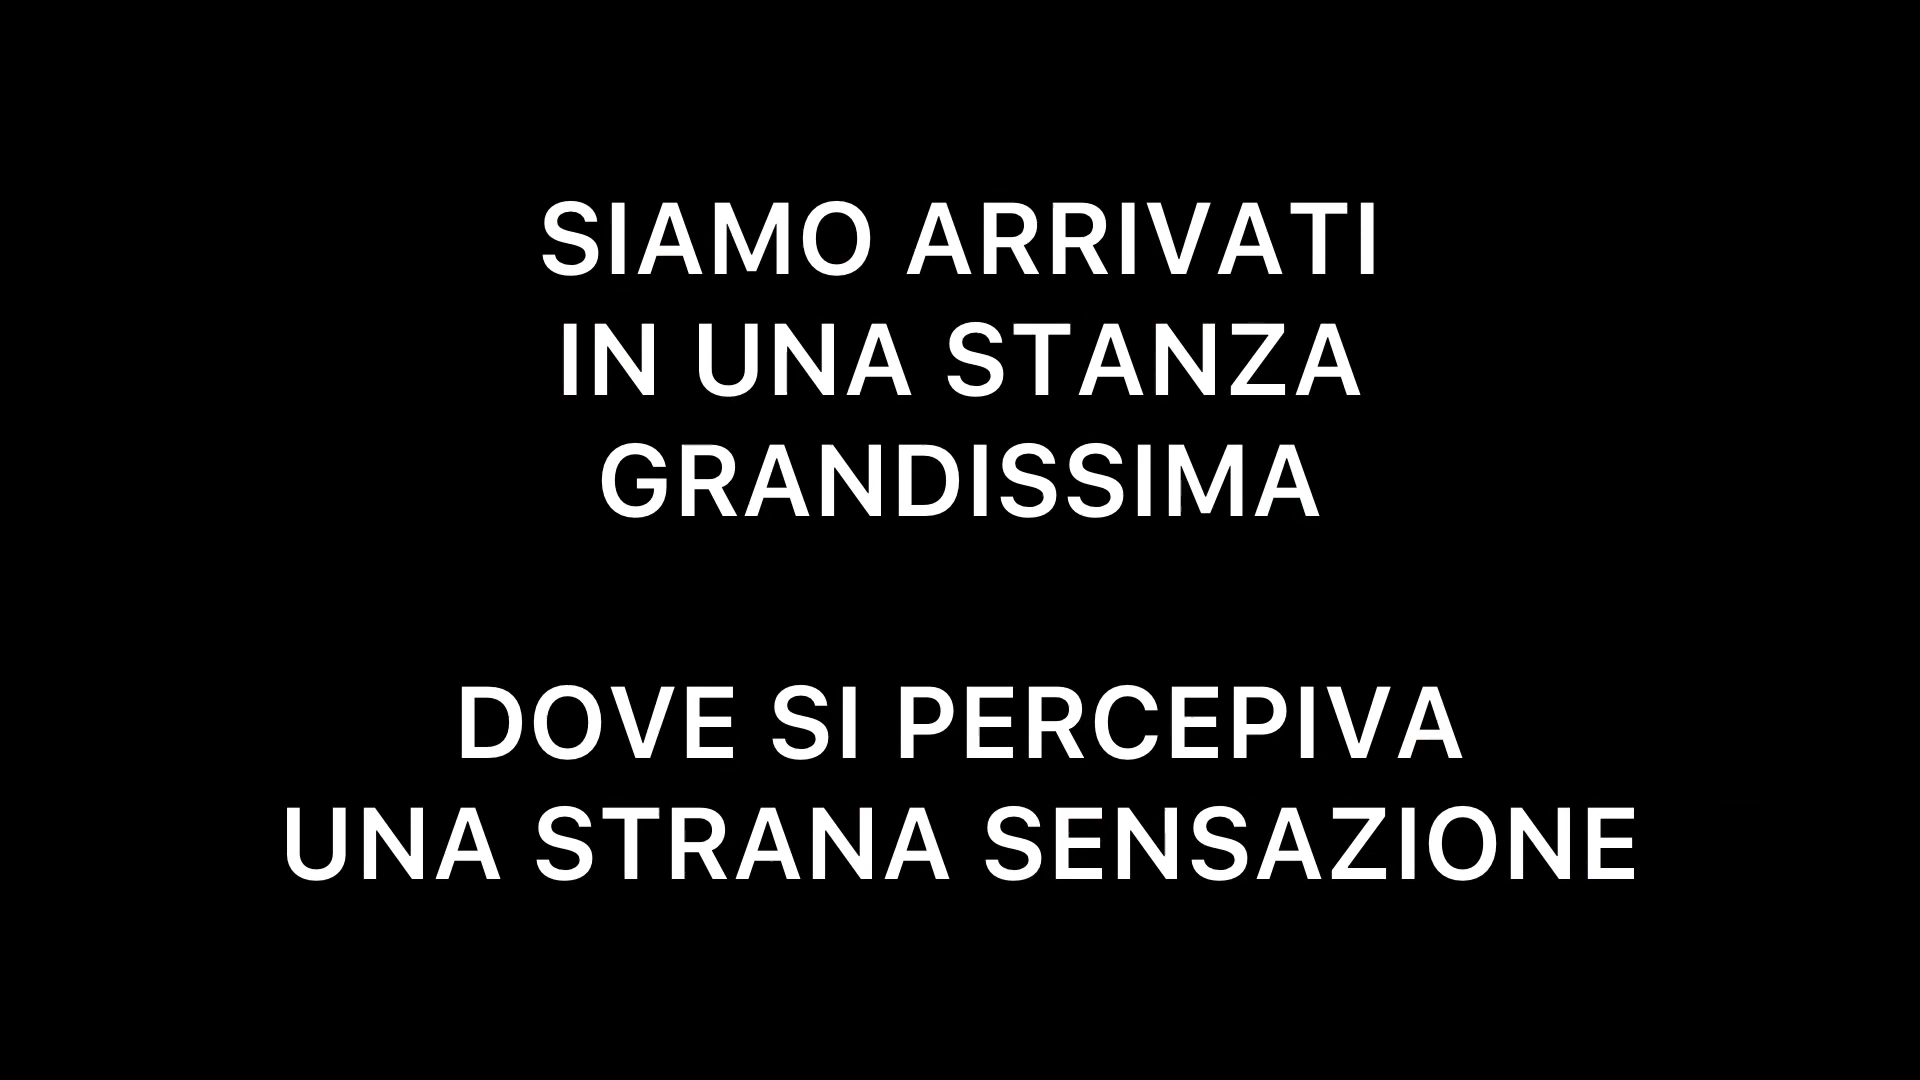 SIAMO ARRIVATI
IN UNA STANZA
GRANDISSIMA
DOVE SI PERCEPIVA
UNA STRANA SENSAZIONE